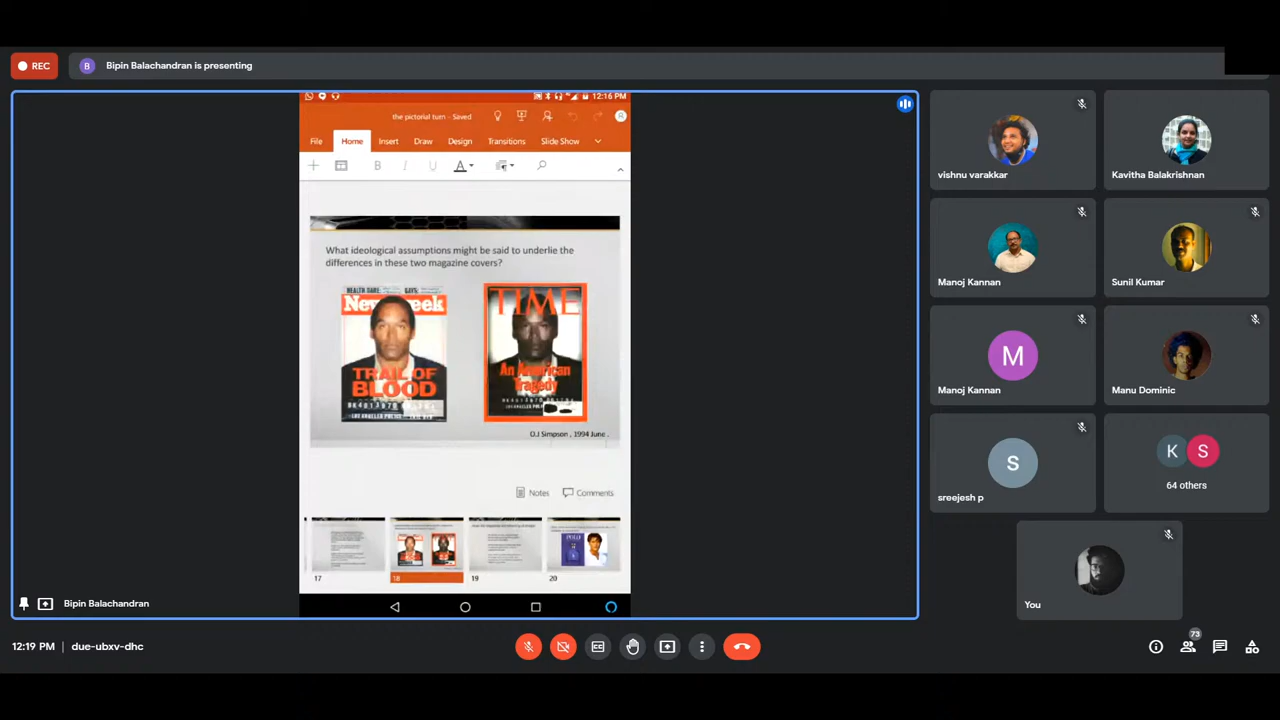 REC
B
Bipin Balachandran is presenting
12:16 PM
the pictorial turn - Saved
File Home Insert Draw Design Transitions Slide Show
B I U A
What ideological assumptions might be said to underlie the
differences in these two magazine covers?
Newsweek
TRAIL OF
BLOOD
LOS ANGELES POLICE
TIME
An American
Tragedy
O.J Simpson , 1994 June .
Notes Comments
17 18 19 20
POLO
Bipin Balachandran
vishnu varakkar
Kavitha Balakrishnan
Manoj Kannan
Sunil Kumar
M
Manoj Kannan
Manu Dominic
S
sreejesh p
K S
64 others
You
12:19 PM | due-ubxv-dhc
73